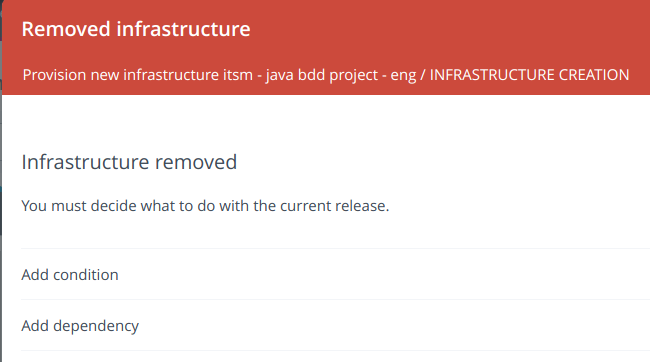 Removed infrastructure
Provision new infrastructure itsm - java bdd project - eng / INFRASTRUCTURE CREATION
Infrastructure removed
You must decide what to do with the current release.
Add condition
Add dependency